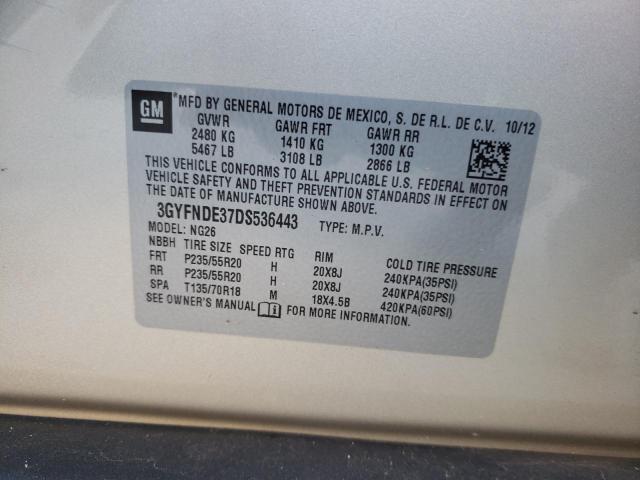 GM
*MFD BY GENERAL MOTORS DE MEXICO, S. DE R.L. DE C.V. 10/12
GVWR GAWR FRT GAWR RR
2480 KG 1410 KG 1300 KG
5467 LB 3108 LB 2866 LB
THIS VEHICLE CONFORMS TO ALL APPLICABLE U.S. FEDERAL MOTOR
VEHICLE SAFETY AND THEFT PREVENTION STANDARDS IN EFFECT ON
THE DATE OF MANUFACTURE SHOWN ABOVE.
3GYFNDE37DS536443 TYPE: M.P.V.
MODEL: NG26
NBBH TIRE SIZE SPEED RTG RIM COLD TIRE PRESSURE
FRT P235/55R20 H 20X8J 240KPA(35PSI)
RR P235/55R20 H 20X8J 240KPA(35PSI)
SPA T135/70R18 M 18X4.5B 420KPA(60PSI)
SEE OWNER'S MANUAL FOR MORE INFORMATION.